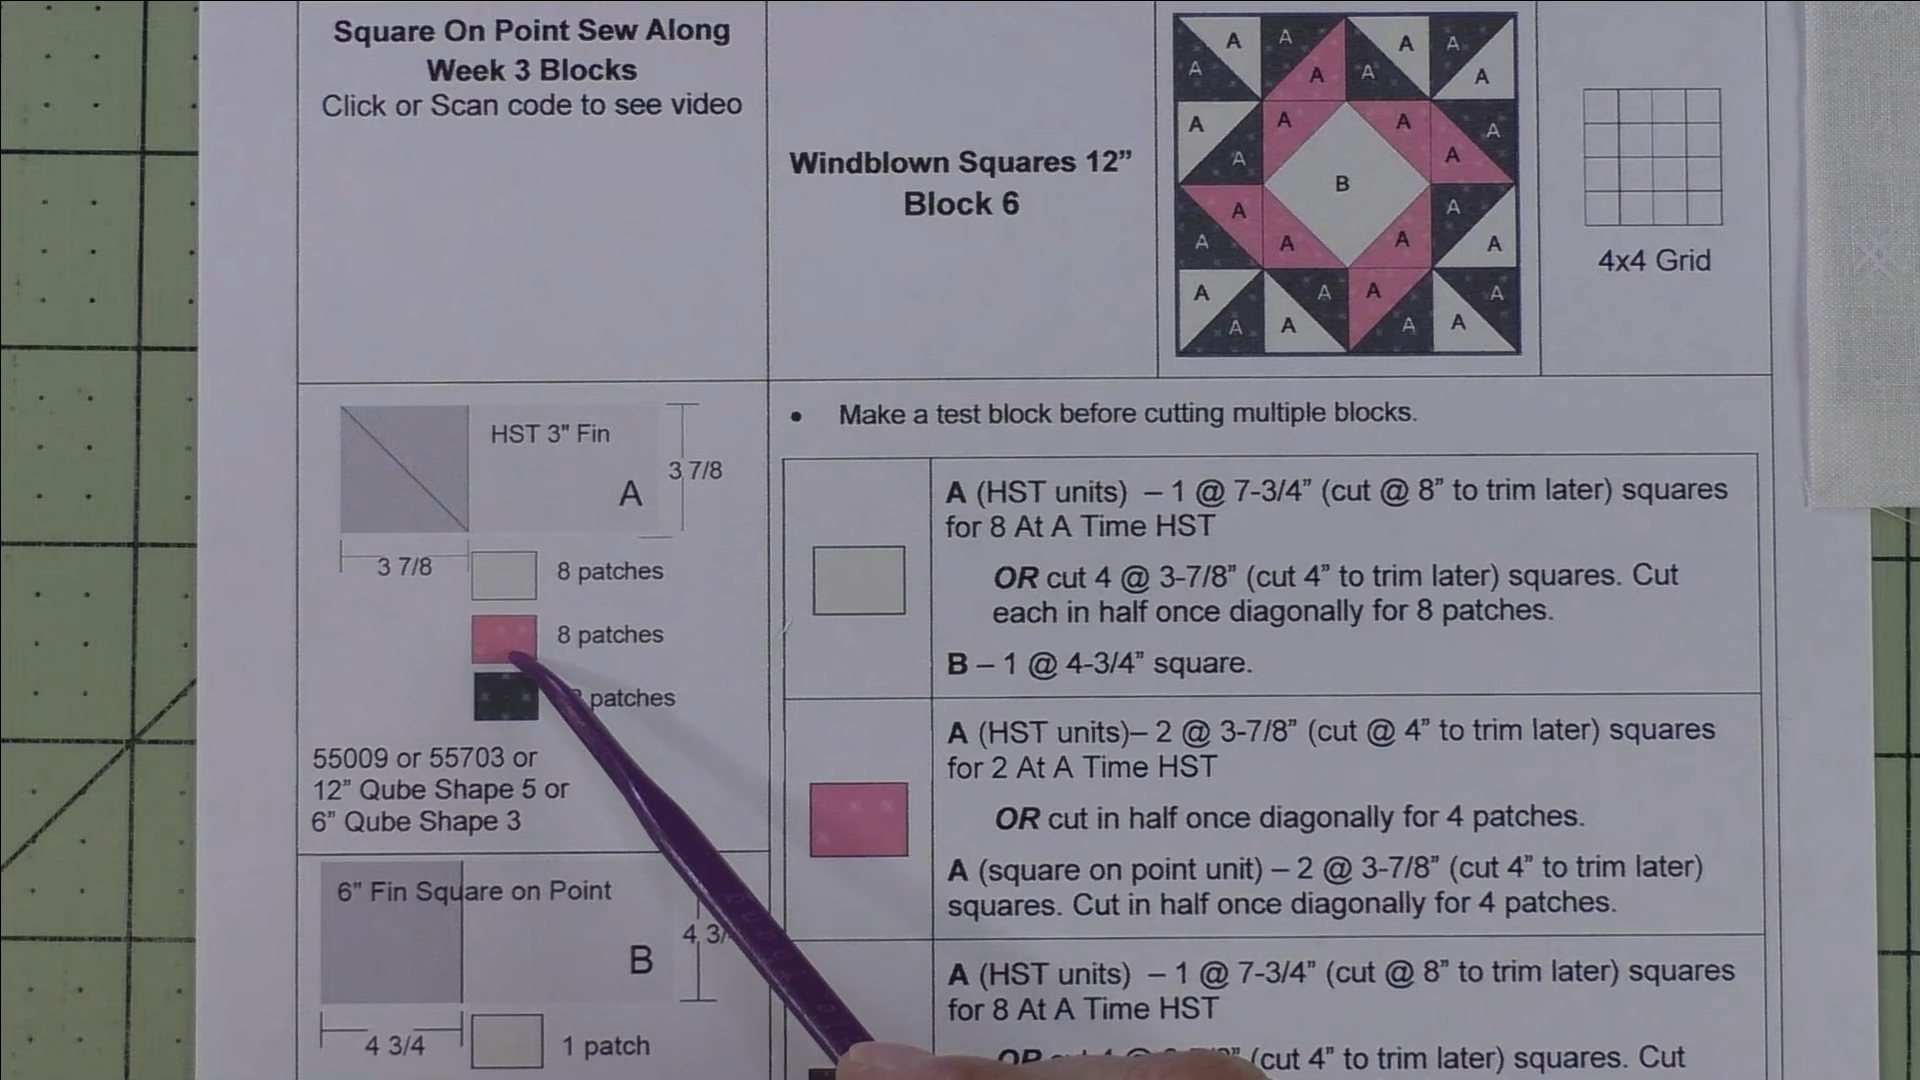 Square On Point Sew Along
Week 3 Blocks
Click or Scan code to see video
Windblown Squares 12”
Block 6
A A A A
A A A A
A A A A
A A A
B
A A A
A A A A
A A A A
A A A A
4x4 Grid
HST 3" Fin
A
3 7/8
3 7/8
8 patches
8 patches
patches
55009 or 55703 or
12” Qube Shape 5 or
6” Qube Shape 3
6" Fin Square on Point
B
4 3/
4 3/4
1 patch
• Make a test block before cutting multiple blocks.
A (HST units) – 1 @ 7-3/4” (cut @ 8” to trim later) squares
for 8 At A Time HST
OR cut 4 @ 3-7/8” (cut 4” to trim later) squares. Cut
each in half once diagonally for 8 patches.
B – 1 @ 4-3/4” square.
A (HST units)– 2 @ 3-7/8” (cut @ 4” to trim later) squares
for 2 At A Time HST
OR cut in half once diagonally for 4 patches.
A (square on point unit) – 2 @ 3-7/8” (cut 4” to trim later)
squares. Cut in half once diagonally for 4 patches.
A (HST units) – 1 @ 7-3/4” (cut @ 8” to trim later) squares
for 8 At A Time HST
OR (cut 4” to trim later) squares. Cut